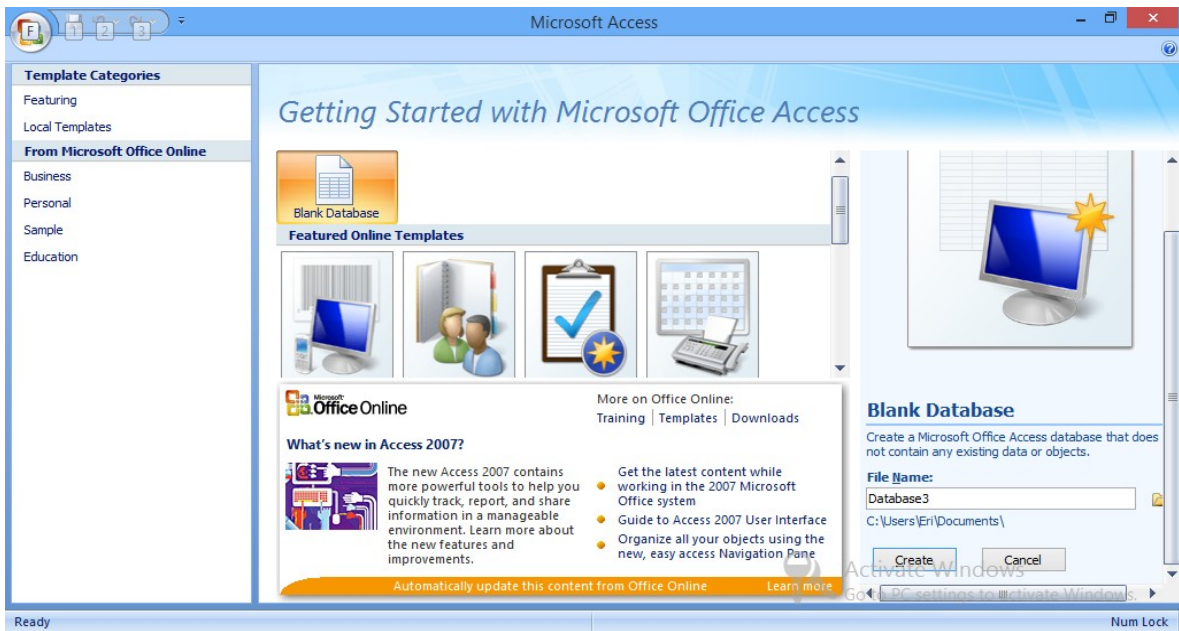 F
1
2
3
Microsoft Access
Template Categories
Featuring
Local Templates
From Microsoft Office Online
Business
Personal
Sample
Education
Getting Started with Microsoft Office Access
Blank Database
Featured Online Templates
Microsoft
Office Online
More on Office Online:
Training | Templates | Downloads
What's new in Access 2007?
The new Access 2007 contains
more powerful tools to help you
quickly track, report, and share
information in a manageable
environment. Learn more about
the new features and
improvements.
Get the latest content while
working in the 2007 Microsoft
Office system
Guide to Access 2007 User Interface
Organize all your objects using the
new, easy access Navigation Pane
Automatically update this content from Office Online
Learn more
Blank Database
Create a Microsoft Office Access database that does
not contain any existing data or objects.
File Name:
Database3
C:\Users\Eri\Documents\
Create
Cancel
Activate Windows
Go to PC settings to activate Windows.
Ready
Num Lock